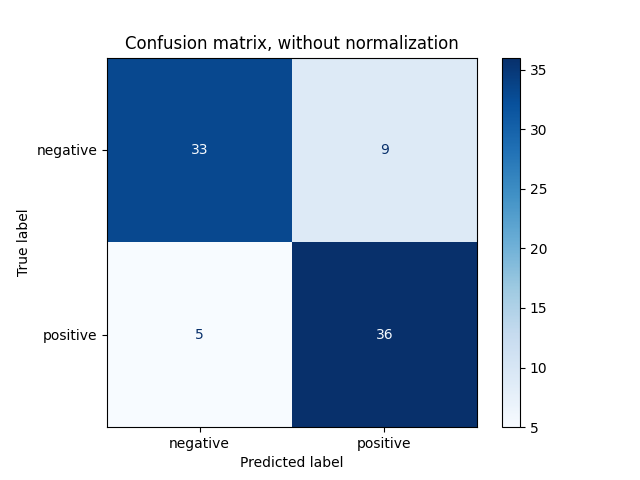 Confusion matrix, without normalization
True label
negative
positive
33
9
5
36
negative
positive
Predicted label
35
30
25
20
15
10
5